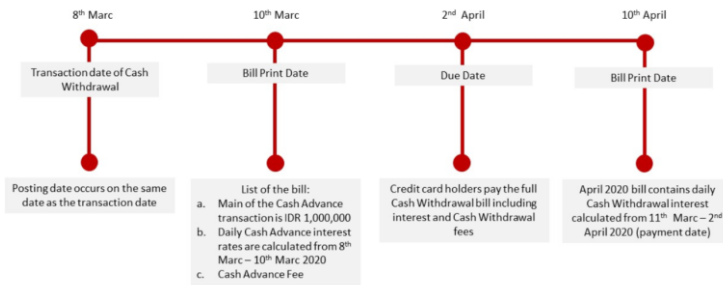 8th Marc
10th Marc
2nd April
10th April
Transaction date of Cash
Withdrawal
Bill Print Date
Due Date
Bill Print Date
Posting date occurs on the same
date as the transaction date
List of the bill:
a. Main of the Cash Advance
transaction is IDR 1,000,000
b. Daily Cash Advance interest
rates are calculated from 8th
Marc – 10th Marc 2020
c. Cash Advance Fee
Credit card holders pay the full
Cash Withdrawal bill including
interest and Cash Withdrawal
fees
April 2020 bill contains daily
Cash Withdrawal interest
calculated from 11th Marc – 2nd
April 2020 (payment date)